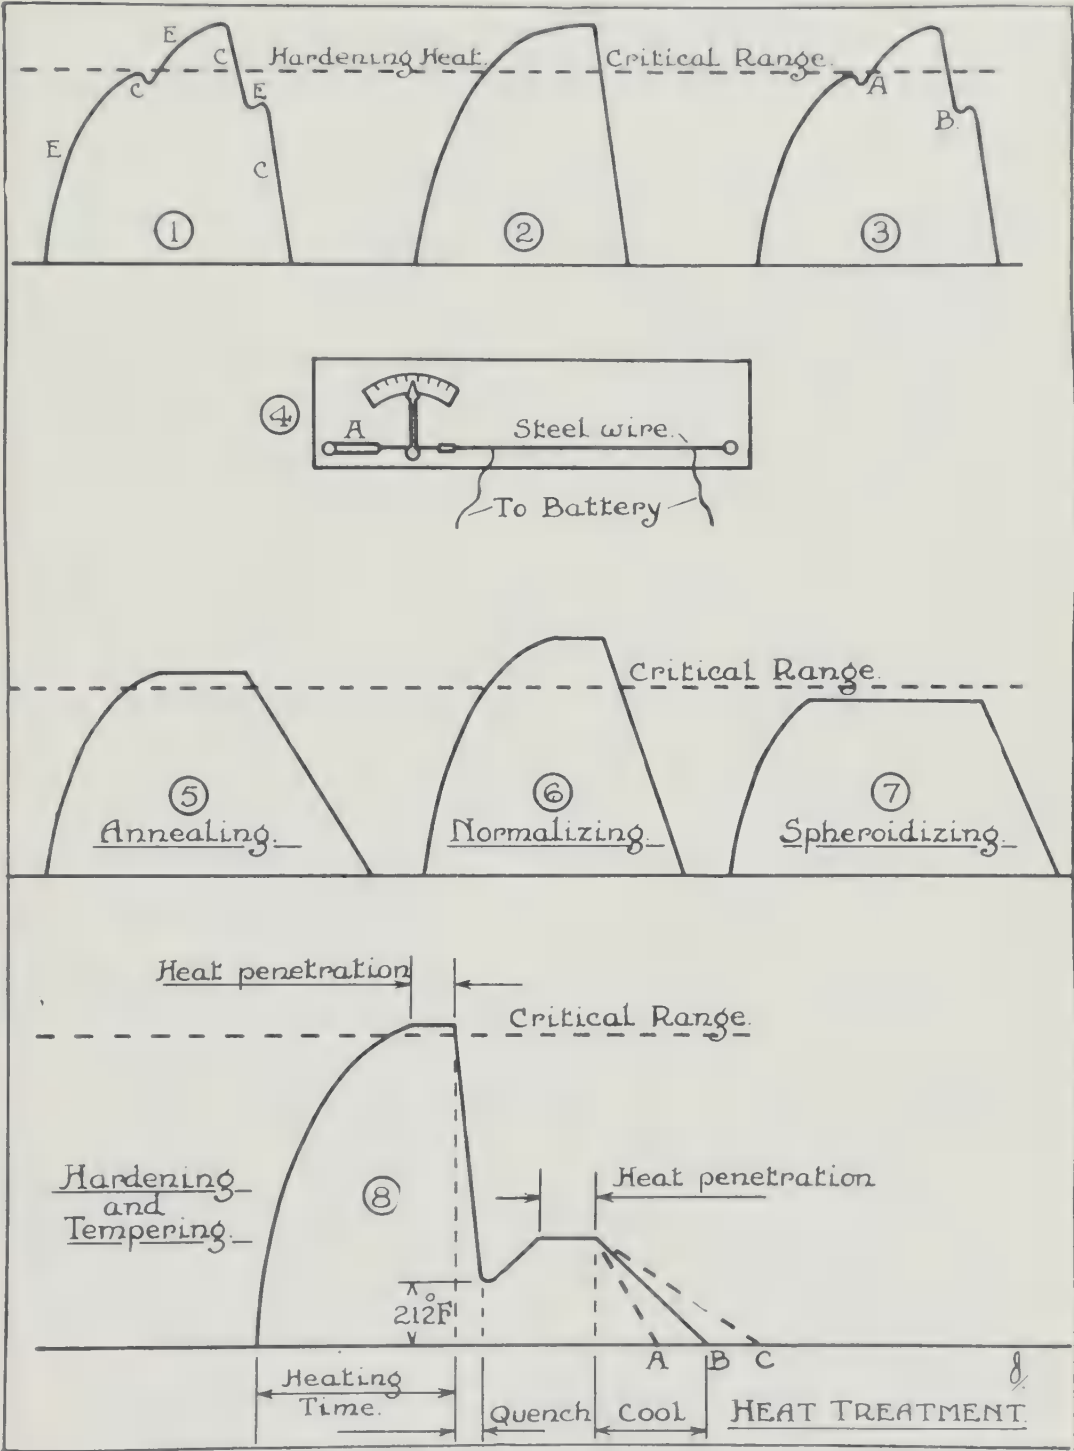 E
E
C
C
E
C
Hardening Heat.
Critical Range.
A
B.
1
2
3
4
A
Steel wire.
To Battery
Critical Range.
5
Annealing.
6
Normalizing.
7
Spheroidizing.
Heat penetration
Critical Range.
Hardening
and
Tempering.
8
Heat penetration
212°F
A
B
C
Heating
Time.
Quench
Cool
HEAT TREATMENT.